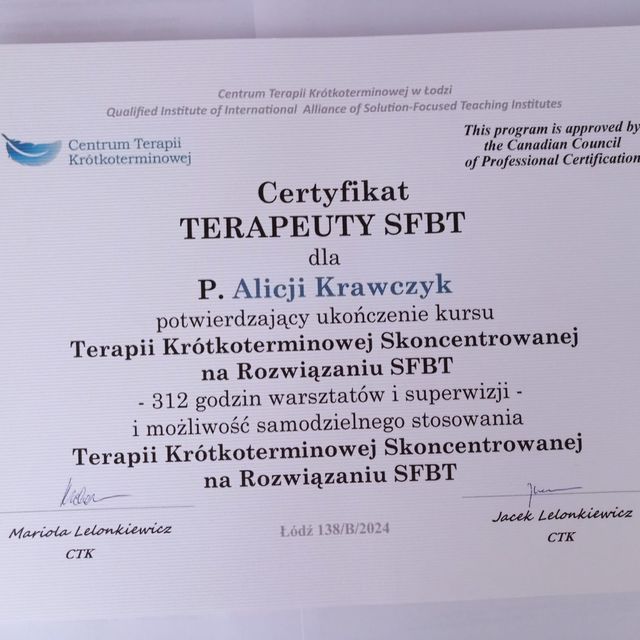 Centrum Terapii Krótkoterminowej w Łodzi
Qualified Institute of International Alliance of Solution-Focused Teaching Institutes
Centrum Terapii
Krótkoterminowej
This program is approved by
the Canadian Council
of Professional Certification
Certyfikat
TERAPEUTY SFBT
dla
P. Alicji Krawczyk
potwierdzający ukończenie kursu
Terapii Krótkoterminowej Skoncentrowanej
na Rozwiązaniu SFBT
- 312 godzin warsztatów i superwizji -
i możliwość samodzielnego stosowania
Terapii Krótkoterminowej Skoncentrowanej
na Rozwiązaniu SFBT
Mariola Lelonkiewicz
CTK
Łódź 138/B/2024
Jacek Lelonkiewicz
CTK